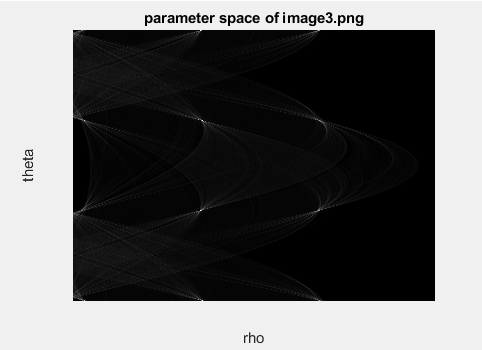 parameter space of image3.png
theta
rho